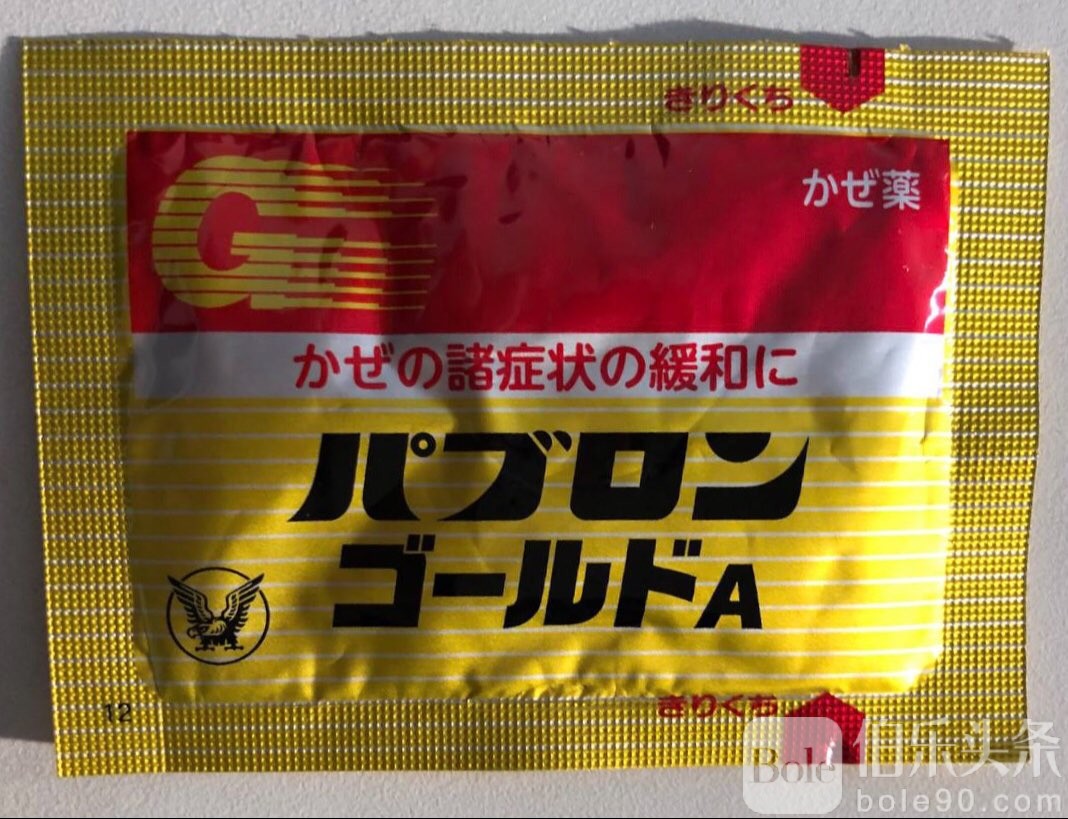 きりくち
G
かぜ薬
かぜの諸症状の緩和に
パブロン
ゴールドA
12
きりくち
Bole
伯乐头条
bole90.com